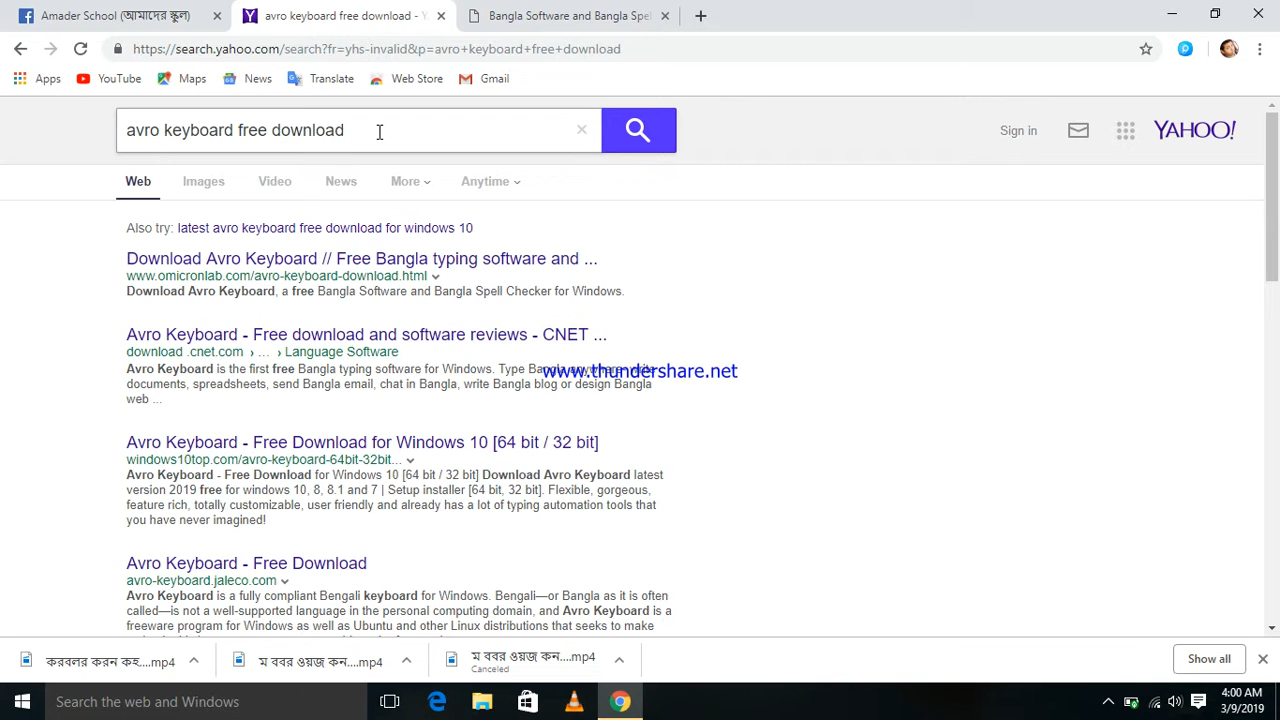 Amader School (আমাদের স্কুল)
avro keyboard free download - Y
Bangla Software and Bangla Spel
https://search.yahoo.com/search?fr=yhs-invalid&p=avro+keyboard+free+download
Apps YouTube Maps News Translate Web Store Gmail
avro keyboard free download
Sign in
YAHOO!
Web Images Video News More Anytime
Also try: latest avro keyboard free download for windows 10
Download Avro Keyboard // Free Bangla typing software and ...
www.omicronlab.com/avro-keyboard-download.html
Download Avro Keyboard, a free Bangla Software and Bangla Spell Checker for Windows.
Avro Keyboard - Free download and software reviews - CNET ...
download .cnet.com › ... › Language Software
Avro Keyboard is the first free Bangla typing software for Windows. Type Bangla anywhere, write
www.thundershare.net
documents, spreadsheets, send Bangla email, chat in Bangla, write Bangla blog or design Bangla
web ...
Avro Keyboard - Free Download for Windows 10 [64 bit / 32 bit]
windows10top.com/avro-keyboard-64bit-32bit...
Avro Keyboard - Free Download for Windows 10 [64 bit / 32 bit] Download Avro Keyboard latest
version 2019 free for windows 10, 8, 8.1 and 7 | Setup installer [64 bit, 32 bit]. Flexible, gorgeous,
feature rich, totally customizable, user friendly and already has a lot of typing automation tools that
you have never imagined!
Avro Keyboard - Free Download
avro-keyboard.jaleco.com
Avro Keyboard is a fully compliant Bengali keyboard for Windows. Bengali—or Bangla as it is often
called—is not a well-supported language in the personal computing domain, and Avro Keyboard is a
freeware program for Windows as well as Ubuntu and other Linux distributions that seeks to make
করবলর করন কহ....mp4
ম ববর ওয়জ কন....mp4
ম ববর ওয়জ কন....mp4
Canceled
Show all
Search the web and Windows
4:00 AM
3/9/2019